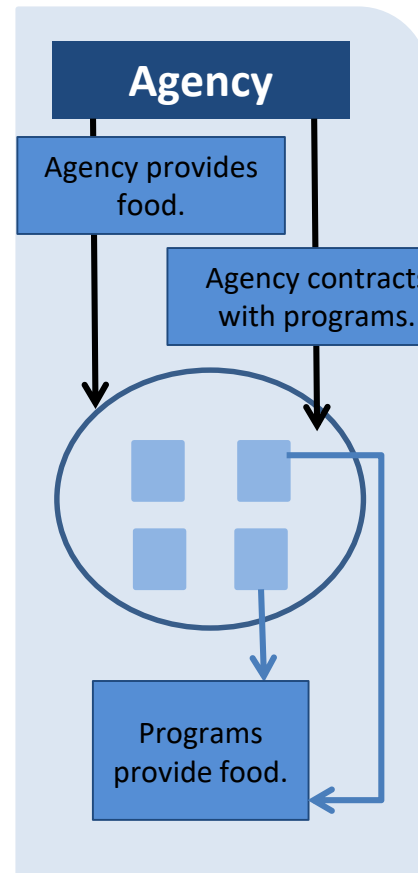 Agency
Agency provides
food.
Agency contracts
with programs.
Programs
provide food.